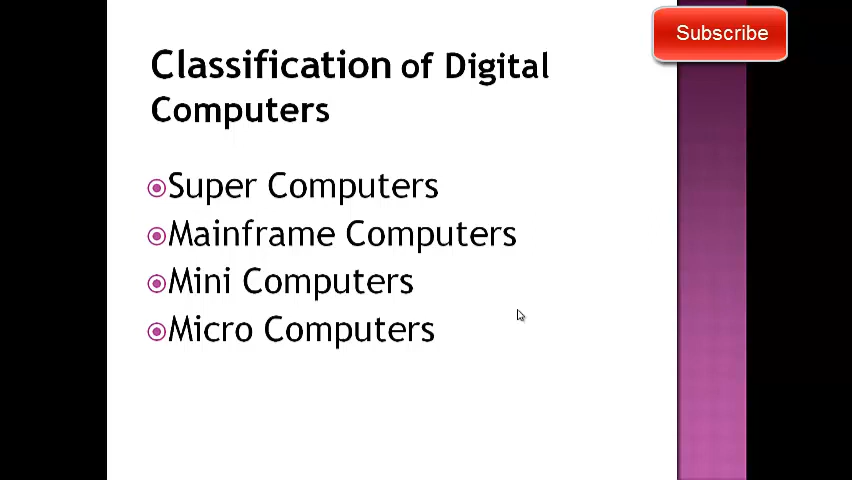 Subscribe
Classification of Digital
Computers
Super Computers
Mainframe Computers
Mini Computers
Micro Computers